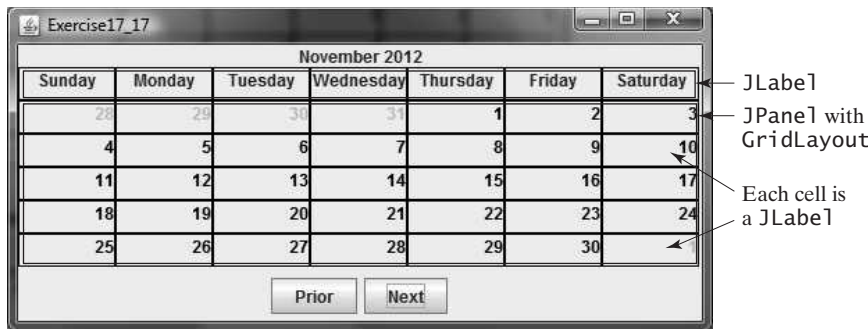 Exercise17_17
November 2012
Sunday Monday Tuesday Wednesday Thursday Friday Saturday
28 29 30 31 1 2 3
4 5 6 7 8 9 10
11 12 13 14 15 16 17
18 19 20 21 22 23 24
25 26 27 28 29 30 1
Prior Next
JLabel
JPanel with
GridLayout
Each cell is
a JLabel